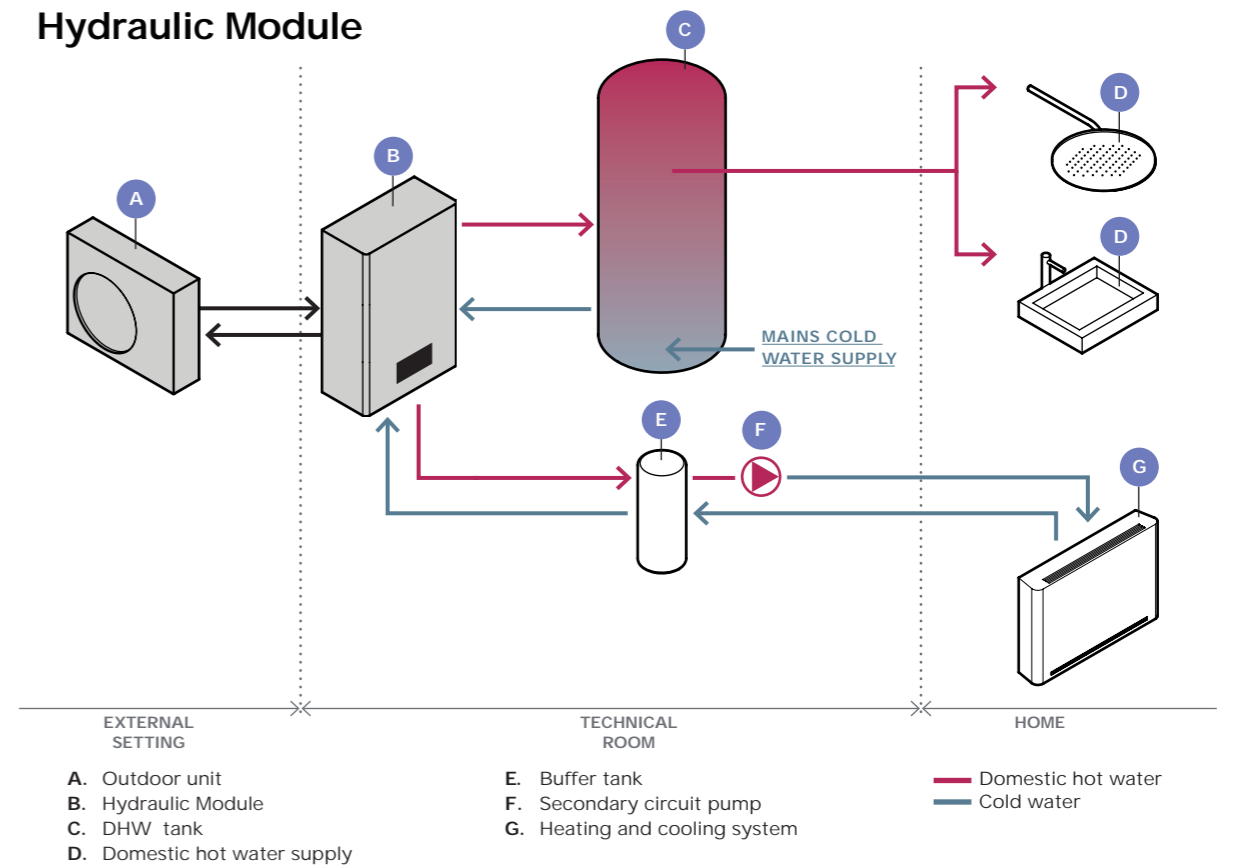 Hydraulic Module
C
D
B
A
D
MAINS COLD
WATER SUPPLY
E
F
G
EXTERNAL
SETTING
TECHNICAL
ROOM
HOME
A. Outdoor unit
B. Hydraulic Module
C. DHW tank
D. Domestic hot water supply
E. Buffer tank
F. Secondary circuit pump
G. Heating and cooling system
Domestic hot water
Cold water